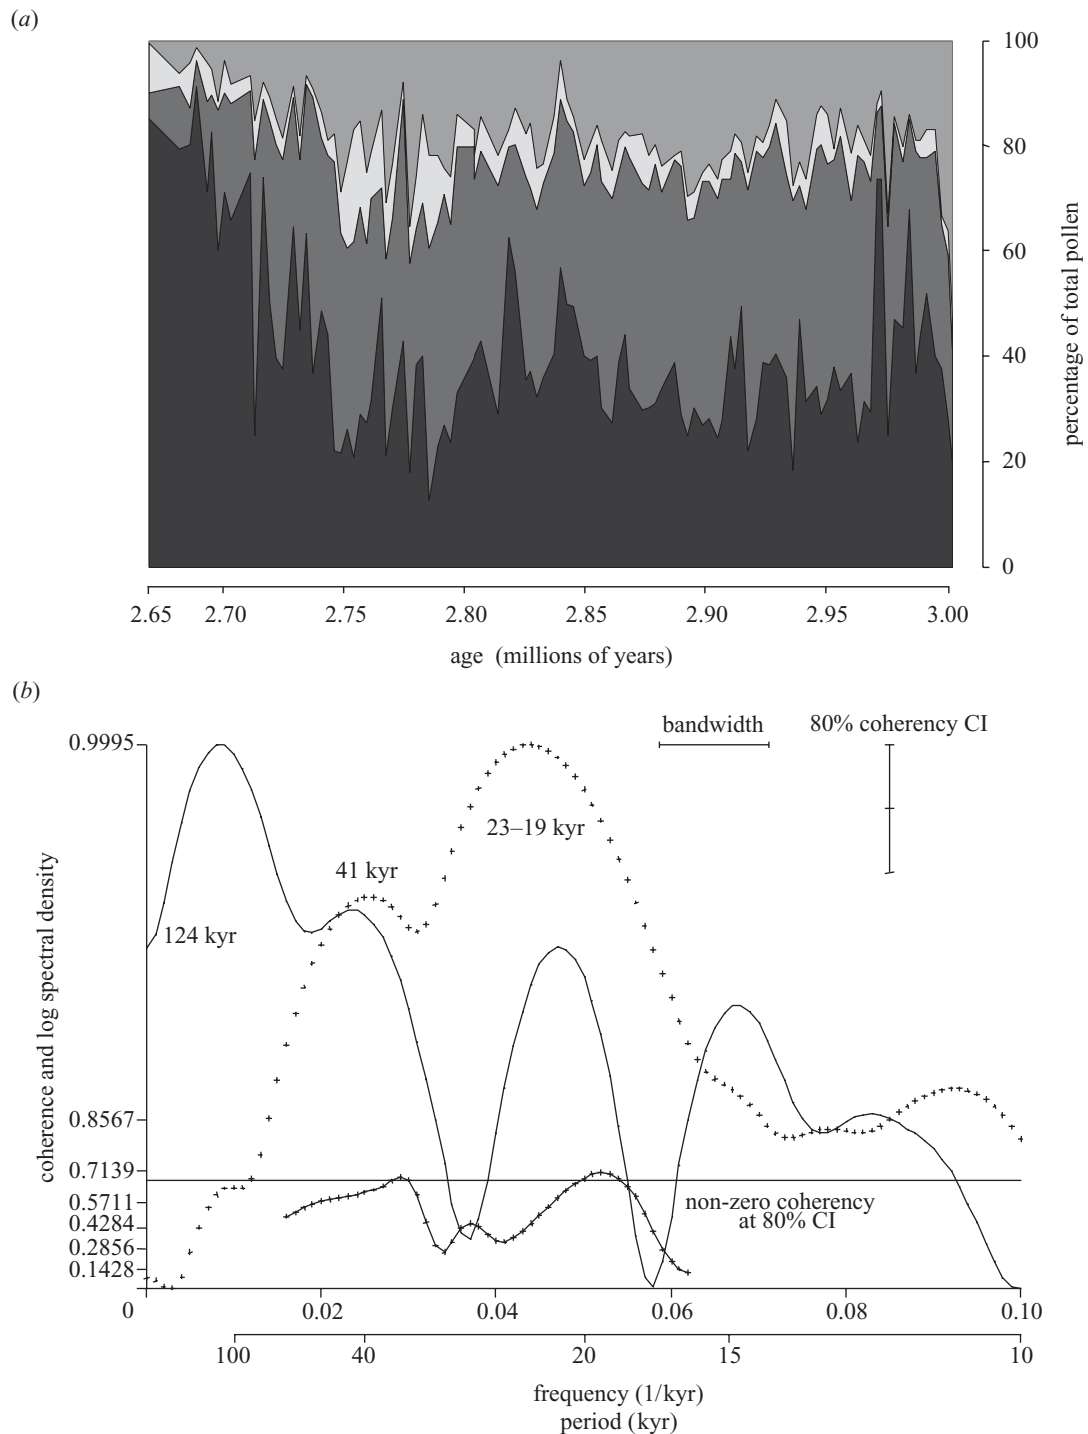 (a)
100
80
60
40
20
0
percentage of total pollen
2.65 2.70 2.75 2.80 2.85 2.90 2.95 3.00
age (millions of years)
(b)
bandwidth 80% coherency CI
0.9995
23–19 kyr
41 kyr
124 kyr
coherence and log spectral density
0.8567
0.7139
0.5711
0.4284
0.2856
0.1428
non-zero coherency
at 80% CI
0 0.02 0.04 0.06 0.08 0.10
100 40 20 15 10
frequency (1/kyr)
period (kyr)